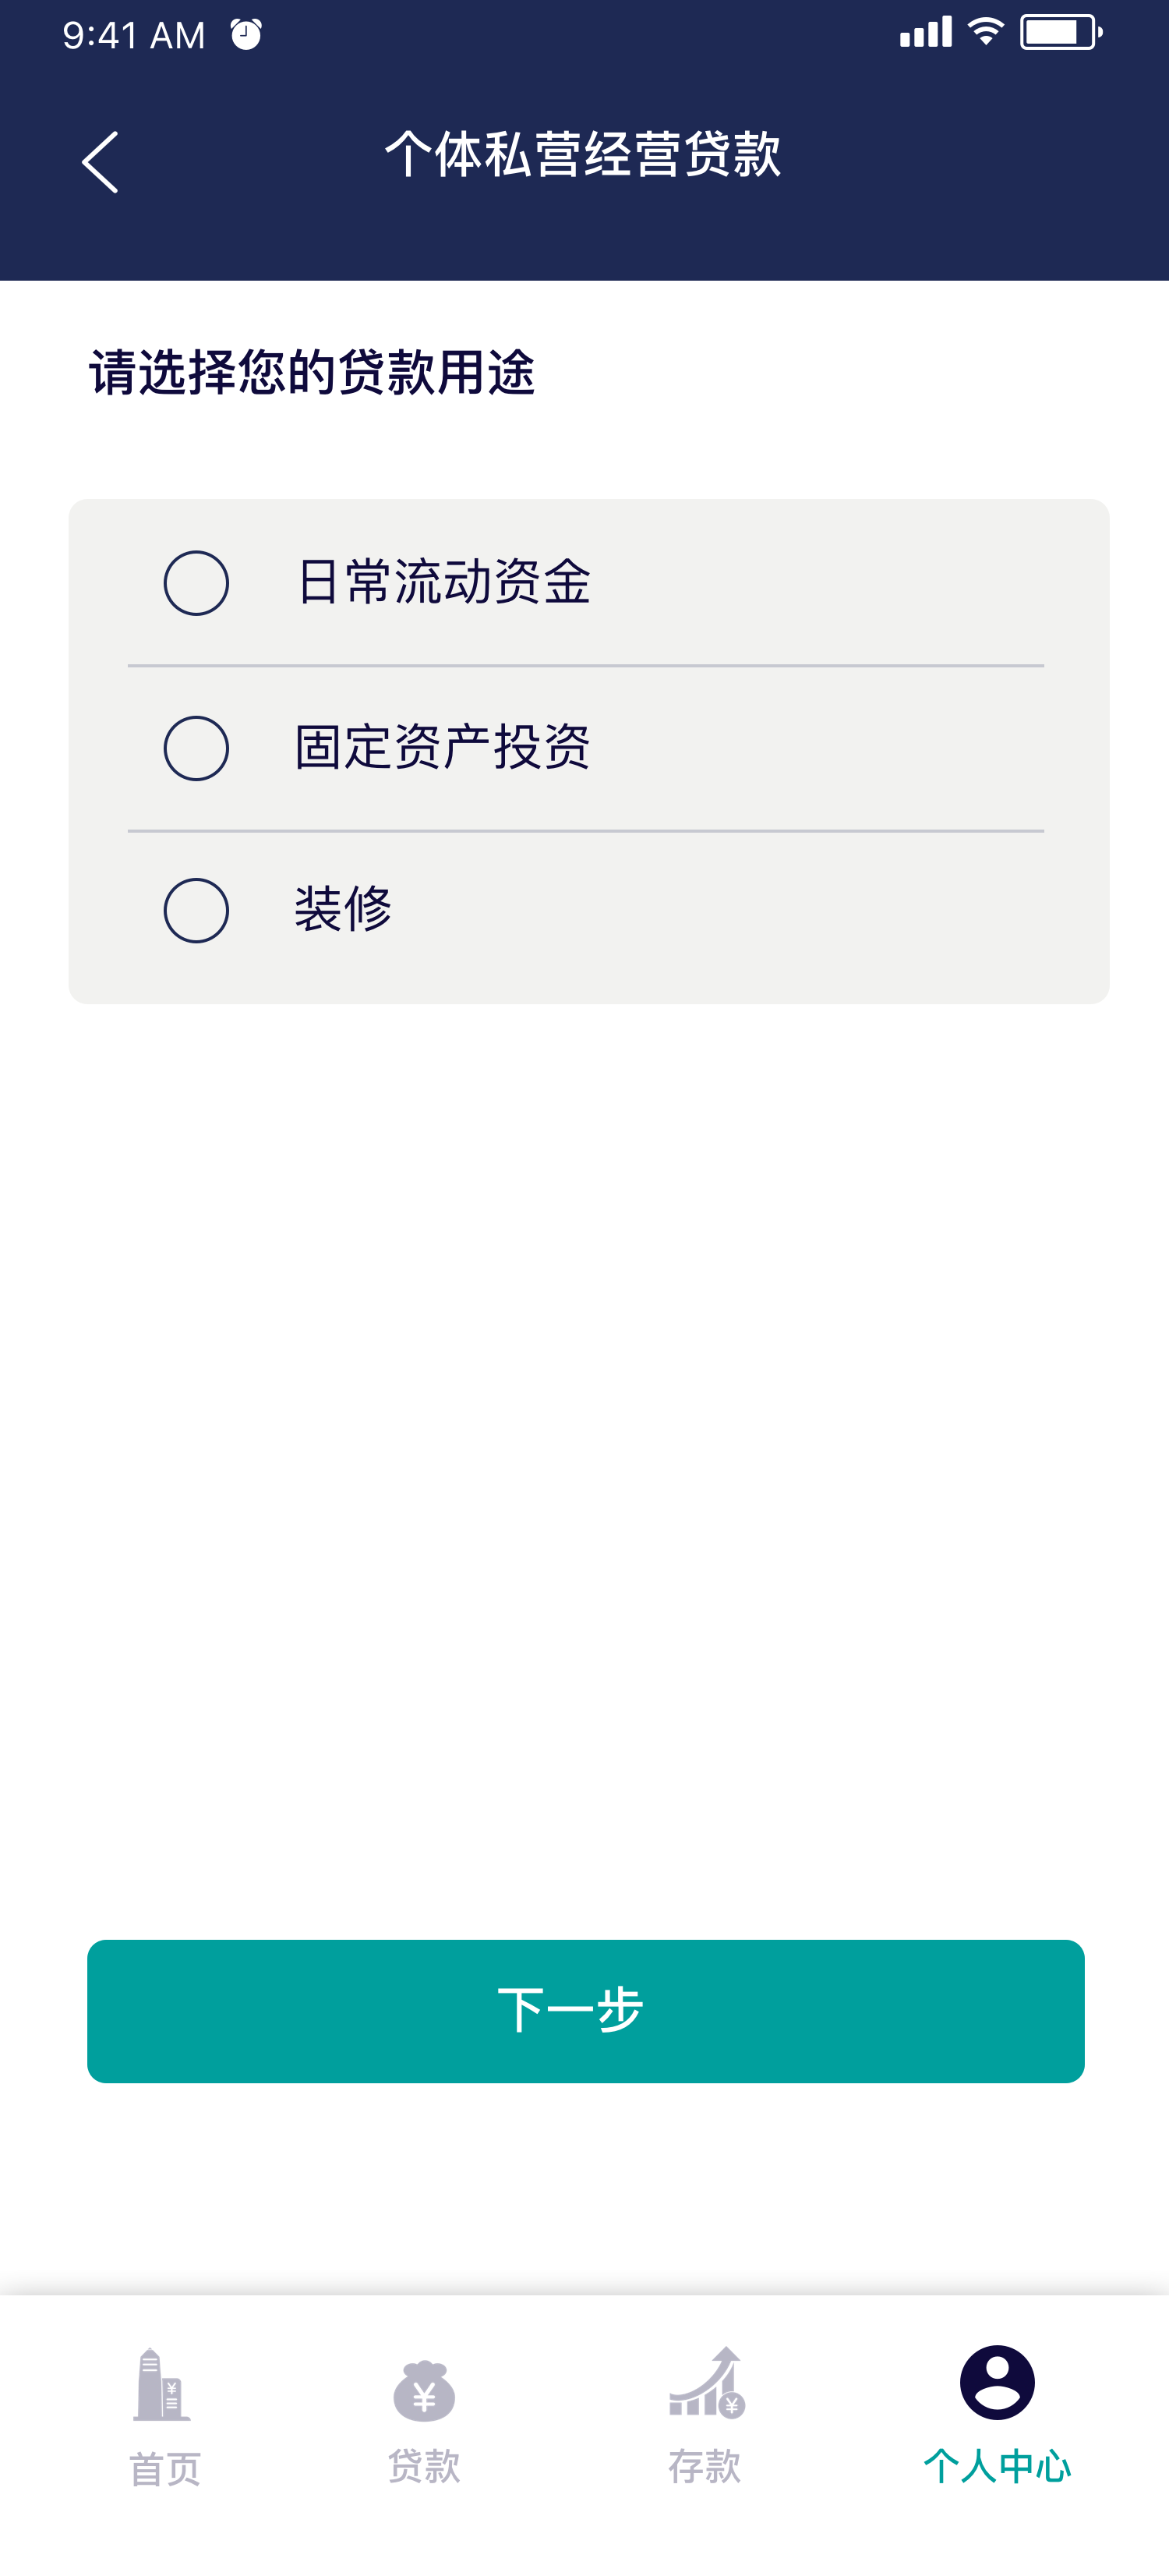 9:41 AM
个体私营经营贷款
请选择您的贷款用途
日常流动资金
固定资产投资
装修
下一步
首页
贷款
存款
个人中心